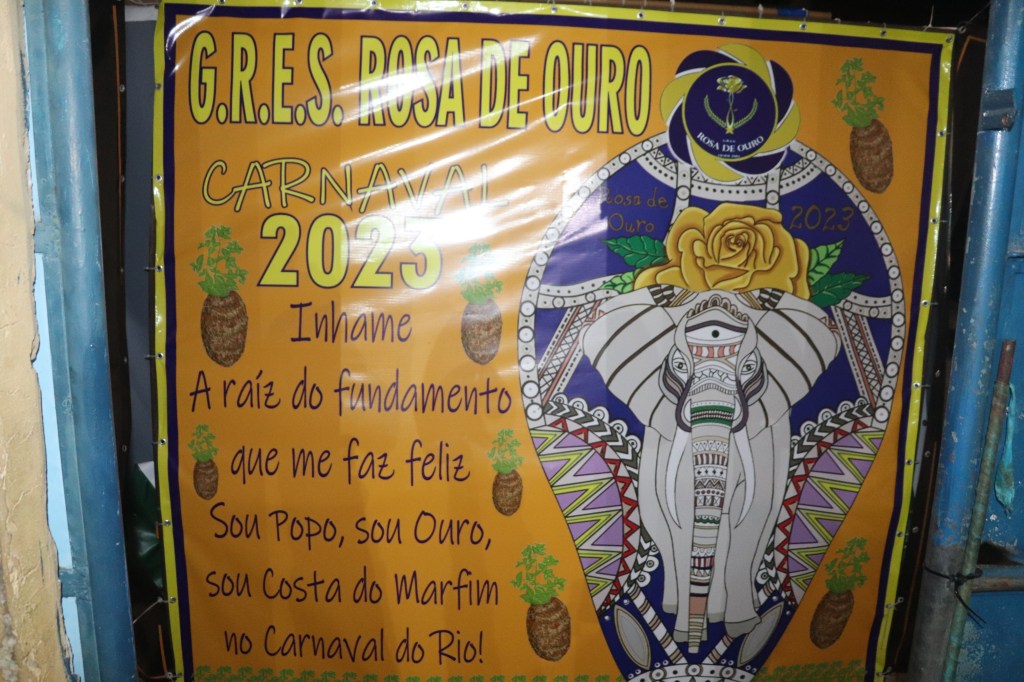 G.R.E.S. ROSA DE OURO
ROSA DE OURO
CARNAVAL
2023
Rosa de
Ouro
2023
Inhame
A raíz do fundamento
que me faz feliz
Sou Popo, sou Ouro,
sou Costa do Marfim
no Carnaval do Rio!